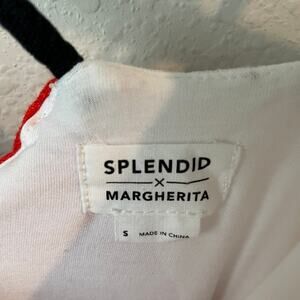 SPLENDID
×
MARGHERITA
S MADE IN CHINA